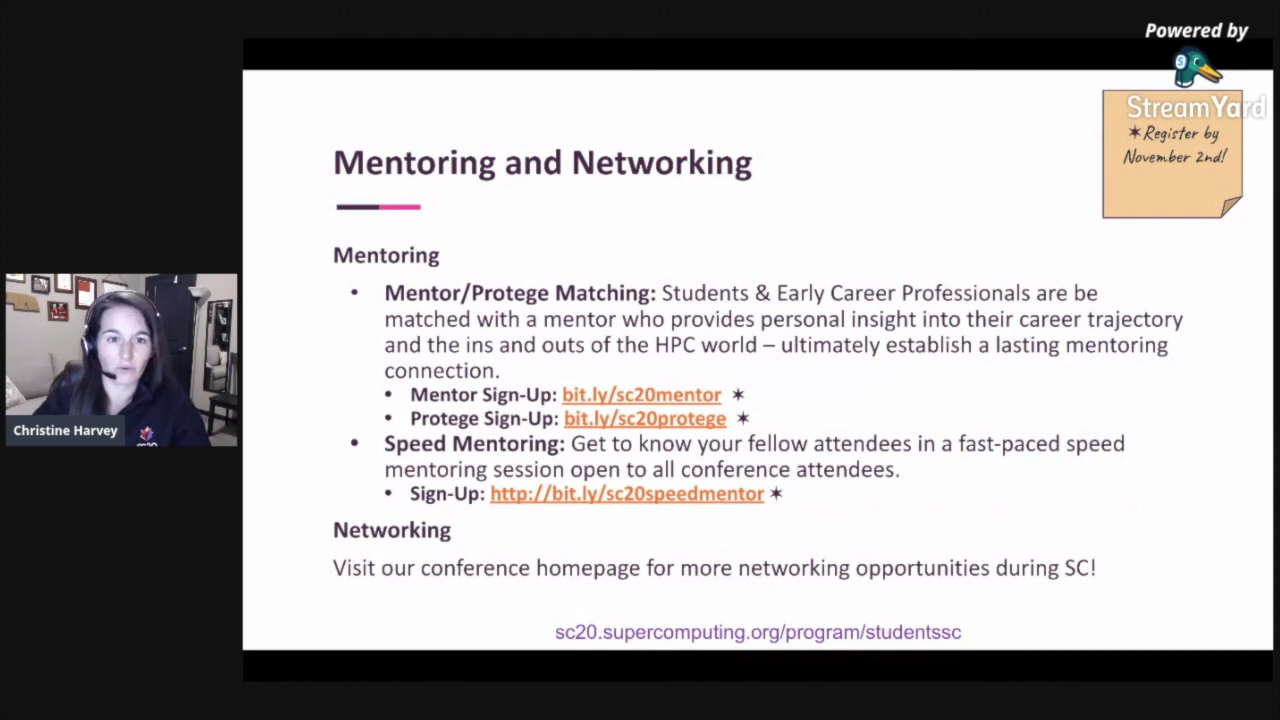 Powered by
StreamYard
✶Register by
November 2nd!
Mentoring and Networking
Mentoring
• Mentor/Protege Matching: Students & Early Career Professionals are be
matched with a mentor who provides personal insight into their career trajectory
and the ins and outs of the HPC world – ultimately establish a lasting mentoring
connection.
• Mentor Sign-Up: bit.ly/sc20mentor ✶
• Protege Sign-Up: bit.ly/sc20protege ✶
• Speed Mentoring: Get to know your fellow attendees in a fast-paced speed
mentoring session open to all conference attendees.
• Sign-Up: http://bit.ly/sc20speedmentor ✶
Networking
Visit our conference homepage for more networking opportunities during SC!
sc20.supercomputing.org/program/studentssc
Christine Harvey